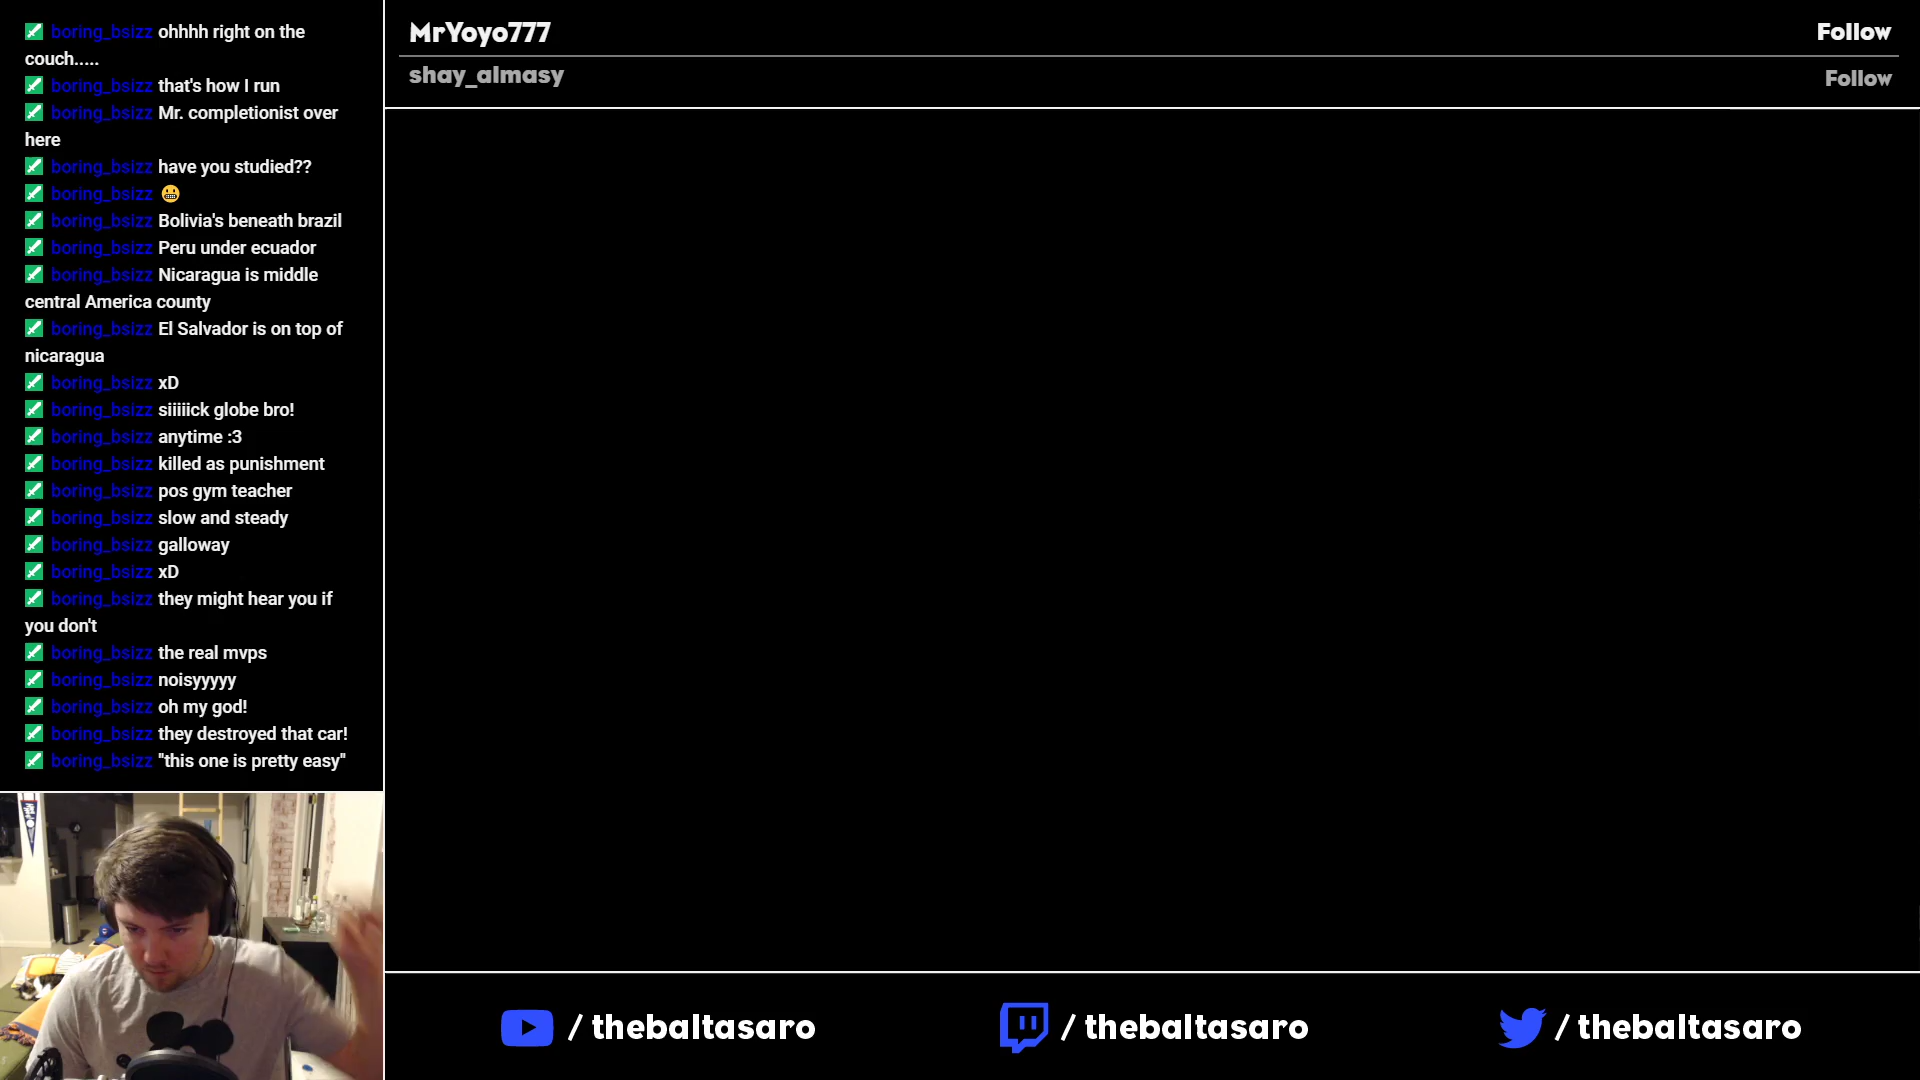 boring_bsizz ohhhh right on the
couch.....
boring_bsizz that's how I run
boring_bsizz Mr. completionist over
here
boring_bsizz have you studied??
boring_bsizz 😬
boring_bsizz Bolivia's beneath brazil
boring_bsizz Peru under ecuador
boring_bsizz Nicaragua is middle
central America county
boring_bsizz El Salvador is on top of
nicaragua
boring_bsizz xD
boring_bsizz siiiiick globe bro!
boring_bsizz anytime :3
boring_bsizz killed as punishment
boring_bsizz pos gym teacher
boring_bsizz slow and steady
boring_bsizz galloway
boring_bsizz xD
boring_bsizz they might hear you if
you don't
boring_bsizz the real mvps
boring_bsizz noisyyyyy
boring_bsizz oh my god!
boring_bsizz they destroyed that car!
boring_bsizz "this one is pretty easy"
MrYoyo777 Follow
shay_almasy Follow
/ thebaltasaro / thebaltasaro / thebaltasaro